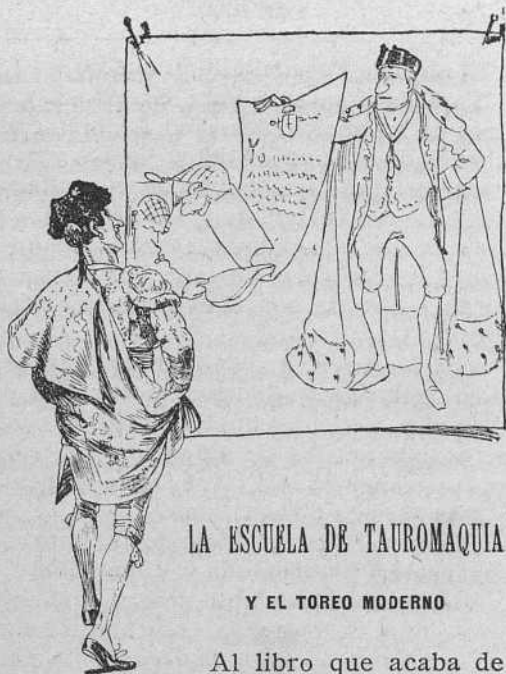 Yo
LA ESCUELA DE TAUROMAQUIA
Y EL TOREO MODERNO
Al libro que acaba de